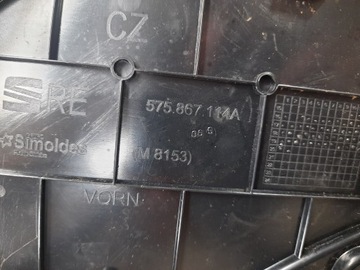 CZ
RE
575.867.114A
Simoldes
(M 8153)
VORN